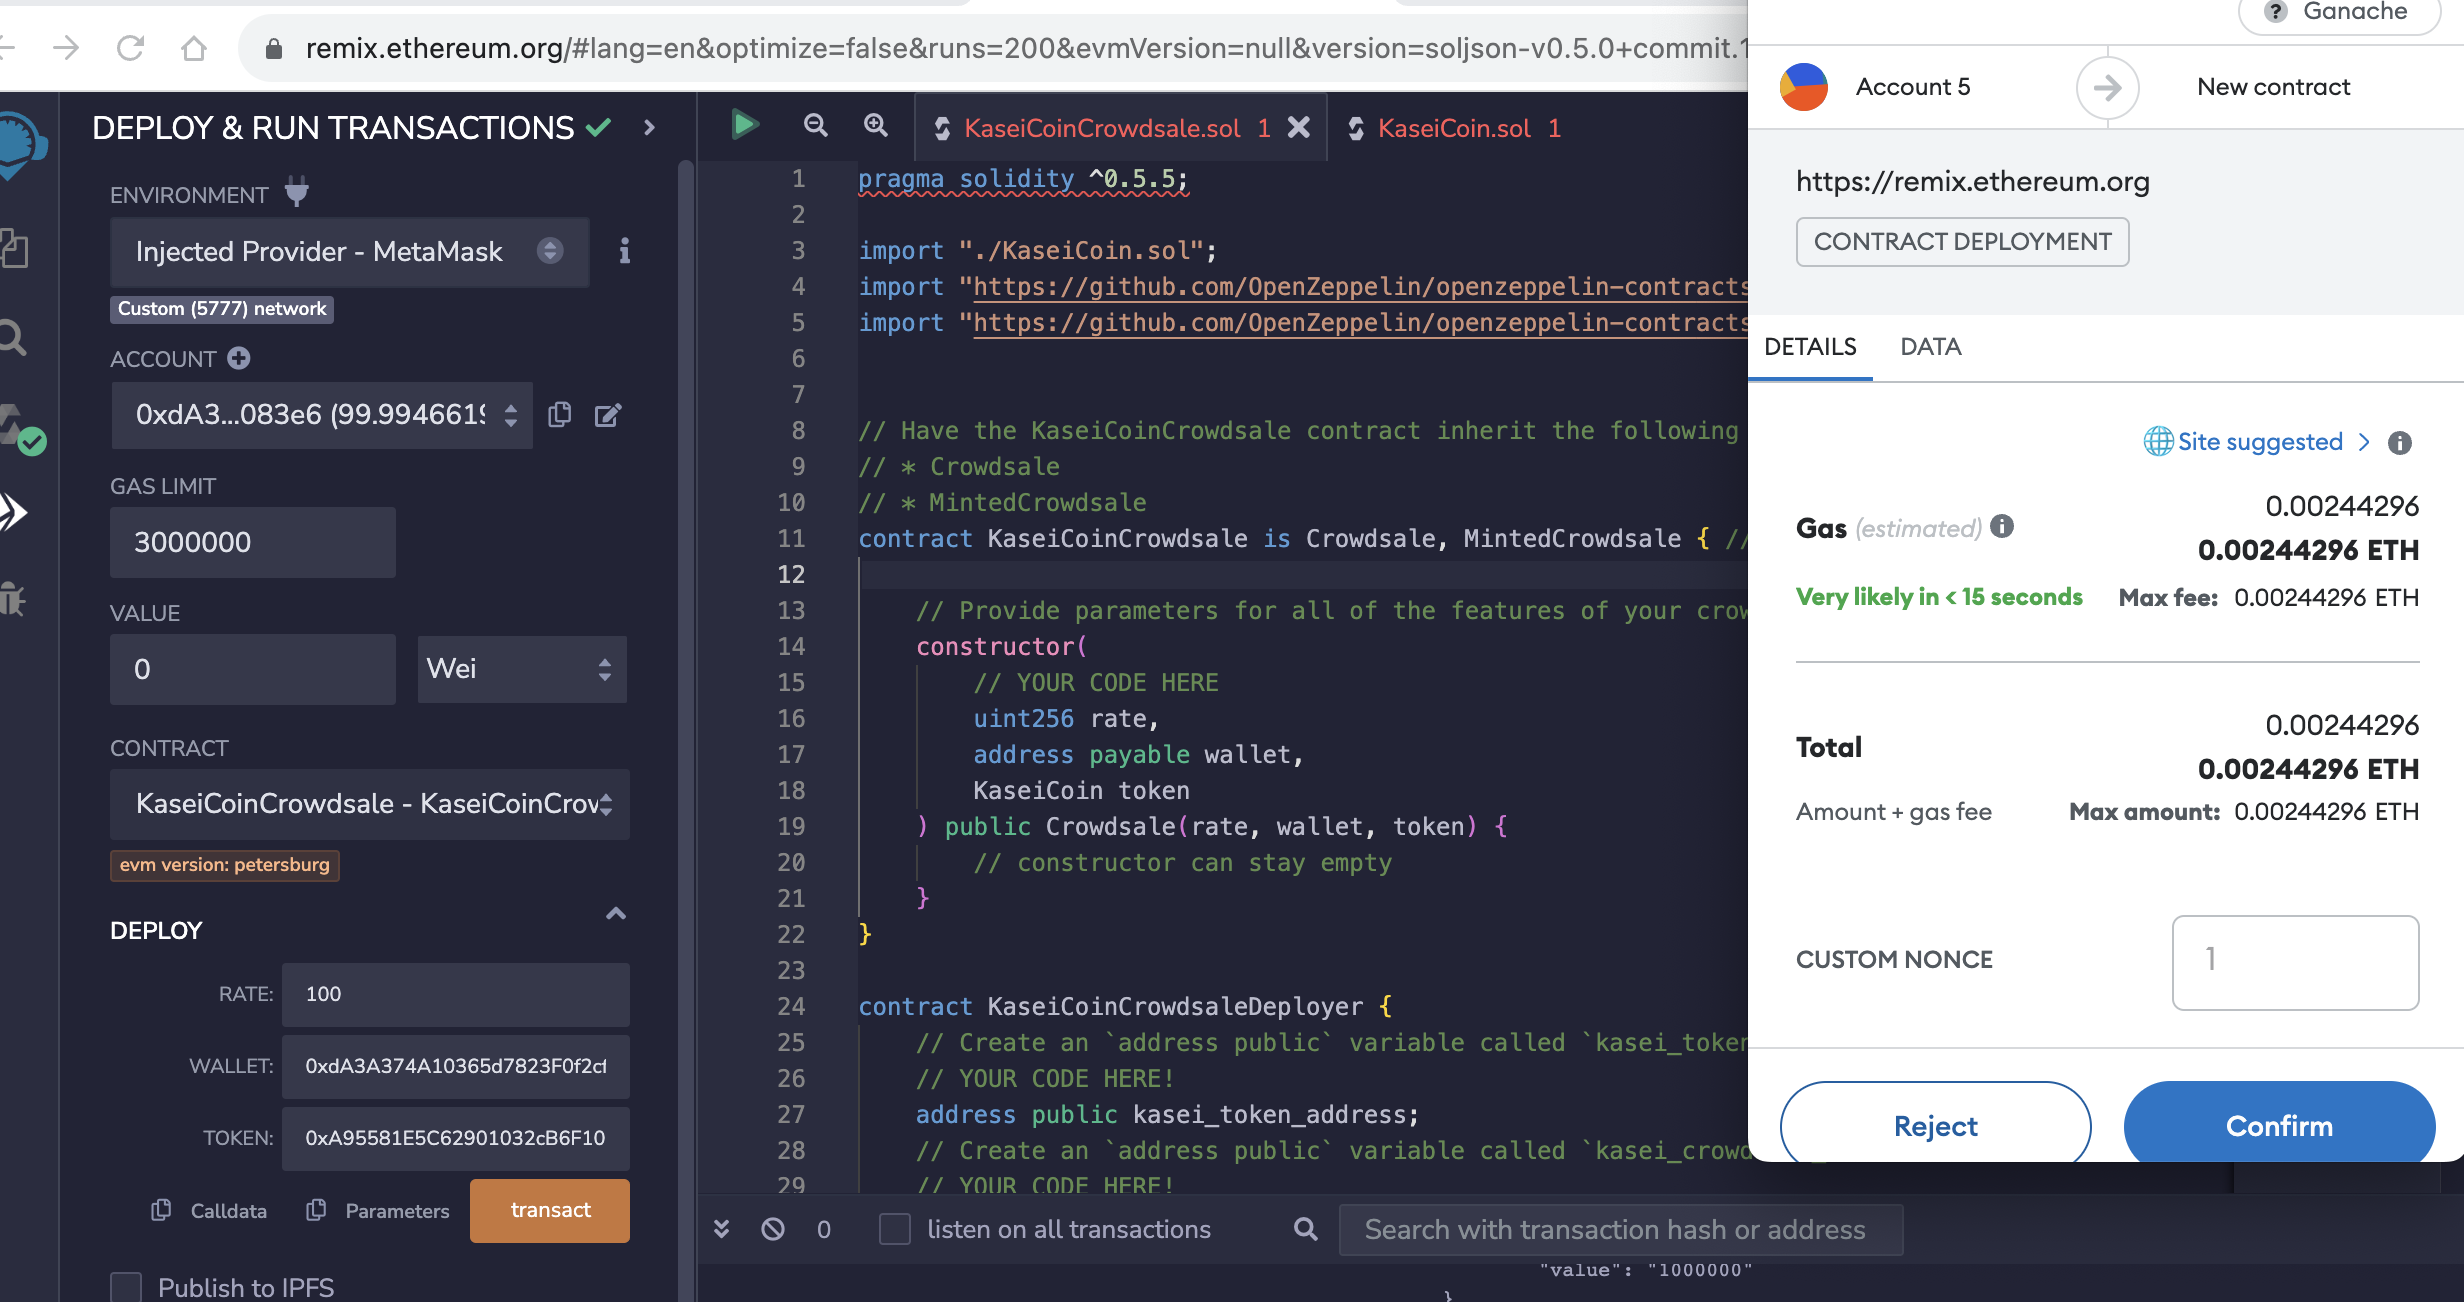 remix.ethereum.org/#lang=en&optimize=false&runs=200&evmVersion=null&version=soljson-v0.5.0+commit.1
DEPLOY & RUN TRANSACTIONS
ENVIRONMENT
Injected Provider - MetaMask
Custom (5777) network
ACCOUNT
0xdA3...083e6 (99.9946619
GAS LIMIT
3000000
VALUE
0
Wei
CONTRACT
KaseiCoinCrowdsale - KaseiCoinCrow
evm version: petersburg
DEPLOY
RATE:
100
WALLET:
0xdA3A374A10365d7823F0f2cf
TOKEN:
0xA95581E5C62901032cB6F10
Calldata
Parameters
transact
Publish to IPFS
KaseiCoinCrowdsale.sol 1
KaseiCoin.sol 1
1 pragma solidity ^0.5.5;
2
3 import "./KaseiCoin.sol";
4 import "https://github.com/OpenZeppelin/openzeppelin-contracts
5 import "https://github.com/OpenZeppelin/openzeppelin-contracts
6
7
8 // Have the KaseiCoinCrowdsale contract inherit the following
9 // * Crowdsale
10 // * MintedCrowdsale
11 contract KaseiCoinCrowdsale is Crowdsale, MintedCrowdsale { //
12
13 // Provide parameters for all of the features of your crow
14 constructor(
15 // YOUR CODE HERE
16 uint256 rate,
17 address payable wallet,
18 KaseiCoin token
19 ) public Crowdsale(rate, wallet, token) {
20 // constructor can stay empty
21 }
22 }
23
24 contract KaseiCoinCrowdsaleDeployer {
25 // Create an `address public` variable called `kasei_token
26 // YOUR CODE HERE!
27 address public kasei_token_address;
28 // Create an `address public` variable called `kasei_crowd
29 // YOUR CODE HERE!
0
listen on all transactions
Search with transaction hash or address
"value": "1000000"
}
? Ganache
Account 5
New contract
https://remix.ethereum.org
CONTRACT DEPLOYMENT
DETAILS
DATA
Site suggested >
Gas (estimated)
0.00244296
0.00244296 ETH
Very likely in < 15 seconds
Max fee: 0.00244296 ETH
Total
0.00244296
0.00244296 ETH
Amount + gas fee
Max amount: 0.00244296 ETH
CUSTOM NONCE
1
Reject
Confirm